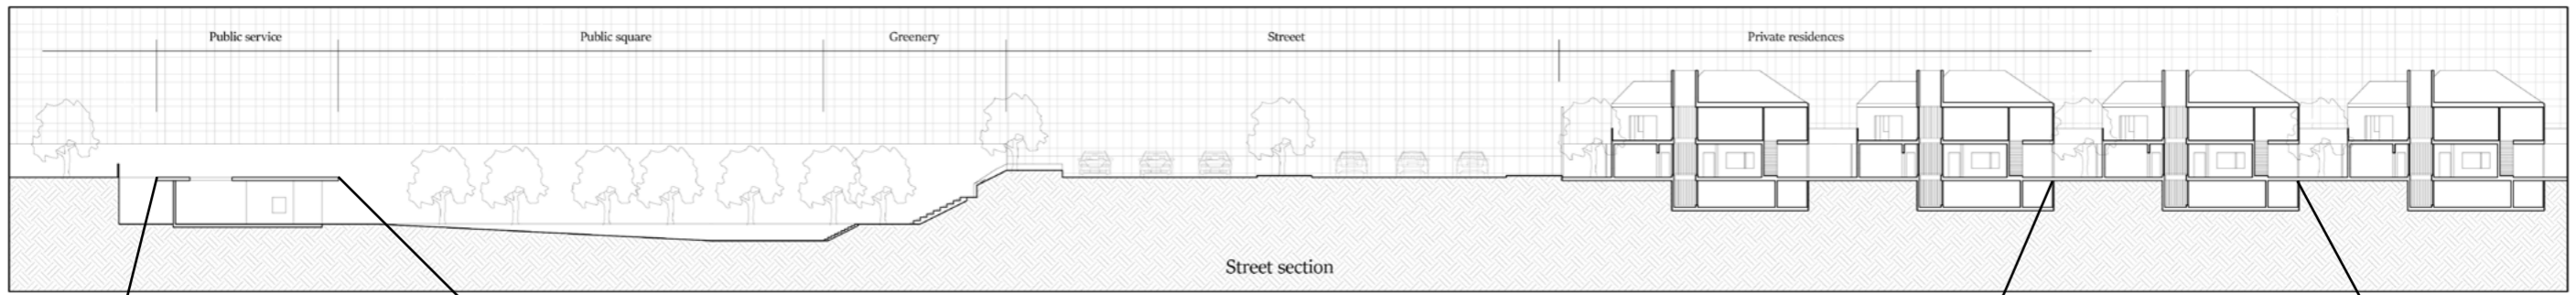 Public service
Public square
Greenery
Streeet
Private residences
Street section